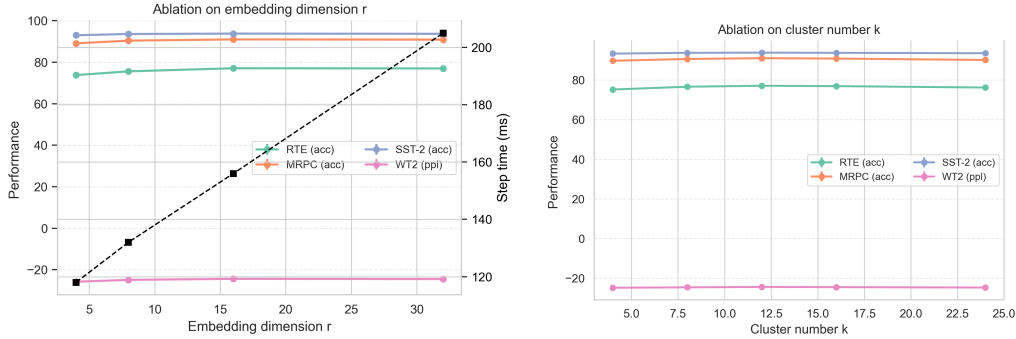 Ablation on embedding dimension r
100
80
60
40
20
0
−20
Performance
200
180
160
140
120
Step time (ms)
RTE (acc)
SST-2 (acc)
MRPC (acc)
WT2 (ppl)
5
10
15
20
25
30
Embedding dimension r
Ablation on cluster number k
80
60
40
20
0
−20
Performance
RTE (acc)
SST-2 (acc)
MRPC (acc)
WT2 (ppl)
5.0
7.5
10.0
12.5
15.0
17.5
20.0
22.5
25.0
Cluster number k